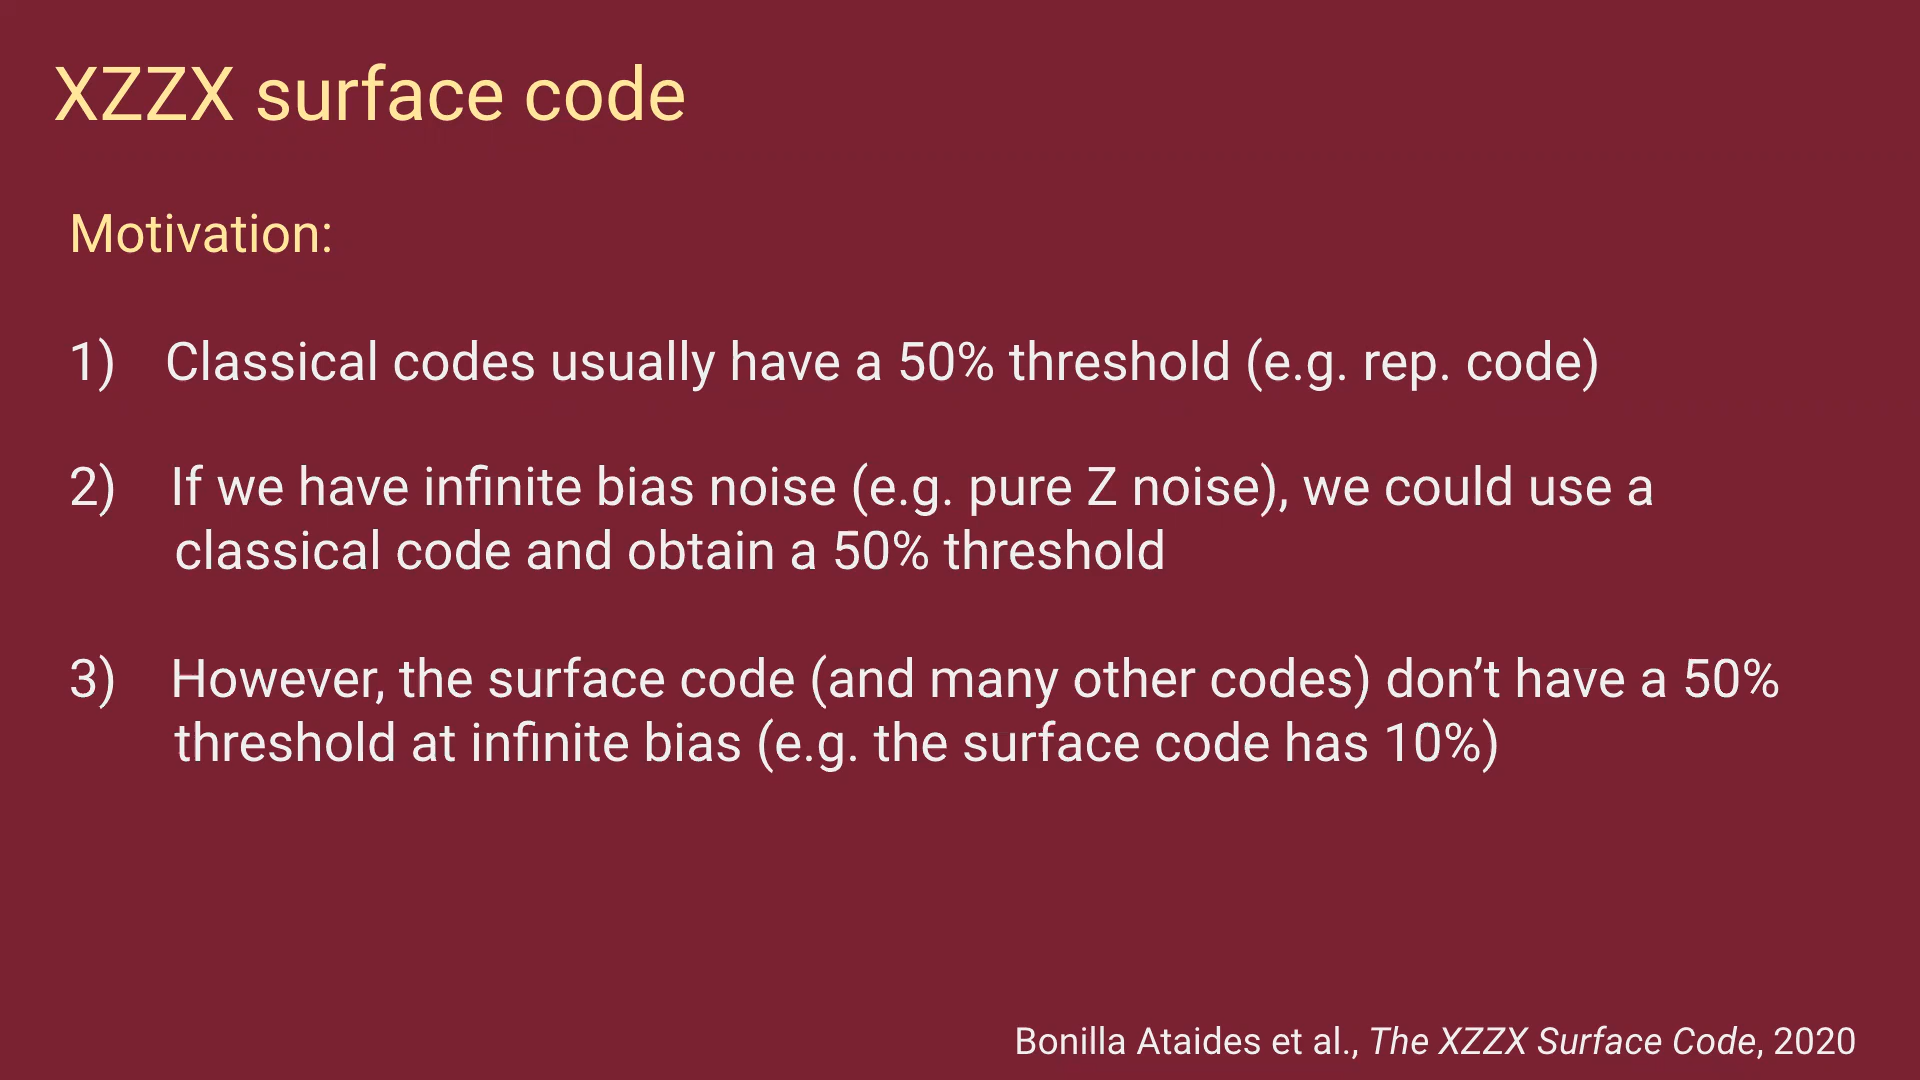 XZZX surface code
Motivation:
1) Classical codes usually have a 50% threshold (e.g. rep. code)
2) If we have infinite bias noise (e.g. pure Z noise), we could use a
classical code and obtain a 50% threshold
3) However, the surface code (and many other codes) don’t have a 50%
threshold at infinite bias (e.g. the surface code has 10%)
Bonilla Ataides et al., The XZZX Surface Code, 2020